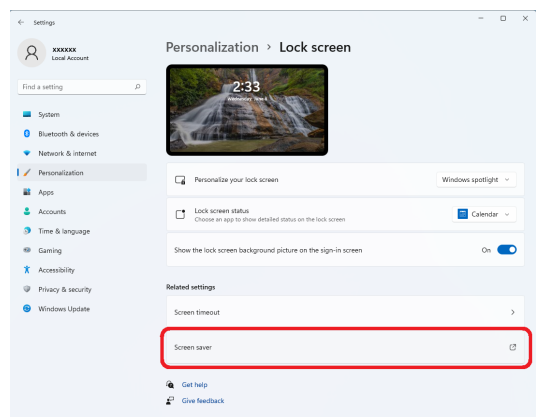 Settings
xxxxxx
Local Account
Find a setting
System
Bluetooth & devices
Network & internet
Personalization
Apps
Accounts
Time & language
Gaming
Accessibility
Privacy & security
Windows Update
Personalization > Lock screen
2:33
Personalize your lock screen
Windows spotlight
Lock screen status
Choose an app to show detailed status on the lock screen
Calendar
Show the lock screen background picture on the sign-in screen
On
Related settings
Screen timeout
Screen saver
Get help
Give feedback